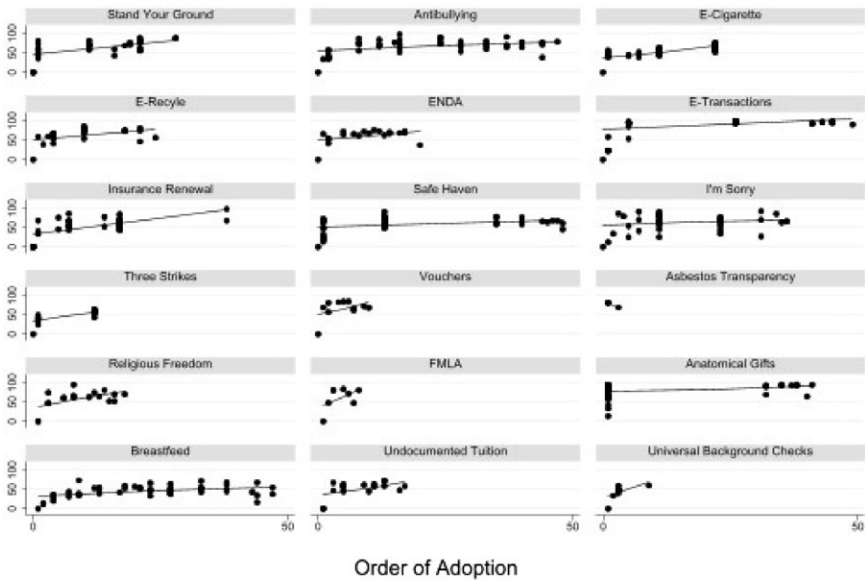 Stand Your Ground Antibullying E-Cigarette
0 50 100
E-Recyle ENDA E-Transactions
0 50 100
Insurance Renewal Safe Haven I'm Sorry
0 50 100
Three Strikes Vouchers Asbestos Transparency
0 50 100
Religious Freedom FMLA Anatomical Gifts
0 50 100
Breastfeed Undocumented Tuition Universal Background Checks
0 50 100
0 50 0 50 0 50
Order of Adoption